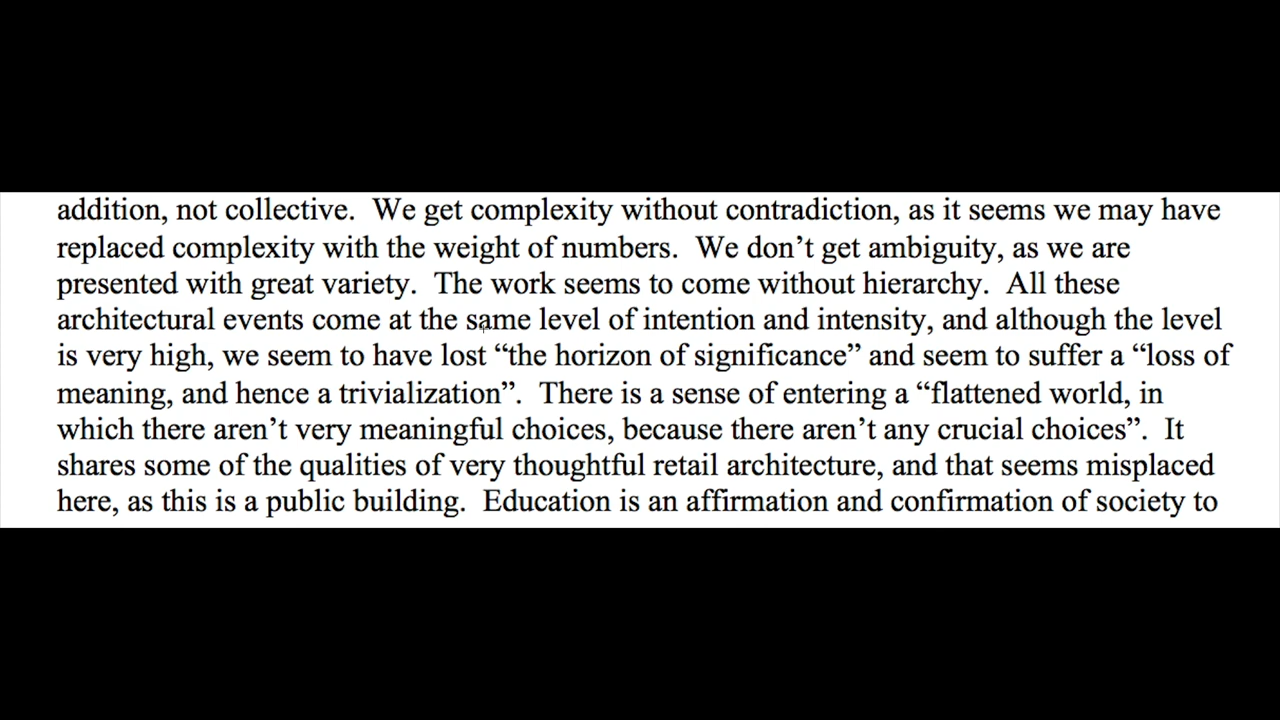 addition, not collective.  We get complexity without contradiction, as it seems we may have
replaced complexity with the weight of numbers.  We don’t get ambiguity, as we are
presented with great variety.  The work seems to come without hierarchy.  All these
architectural events come at the same level of intention and intensity, and although the level
is very high, we seem to have lost “the horizon of significance” and seem to suffer a “loss of
meaning, and hence a trivialization”.  There is a sense of entering a “flattened world, in
which there aren’t very meaningful choices, because there aren’t any crucial choices”.  It
shares some of the qualities of very thoughtful retail architecture, and that seems misplaced
here, as this is a public building.  Education is an affirmation and confirmation of society to